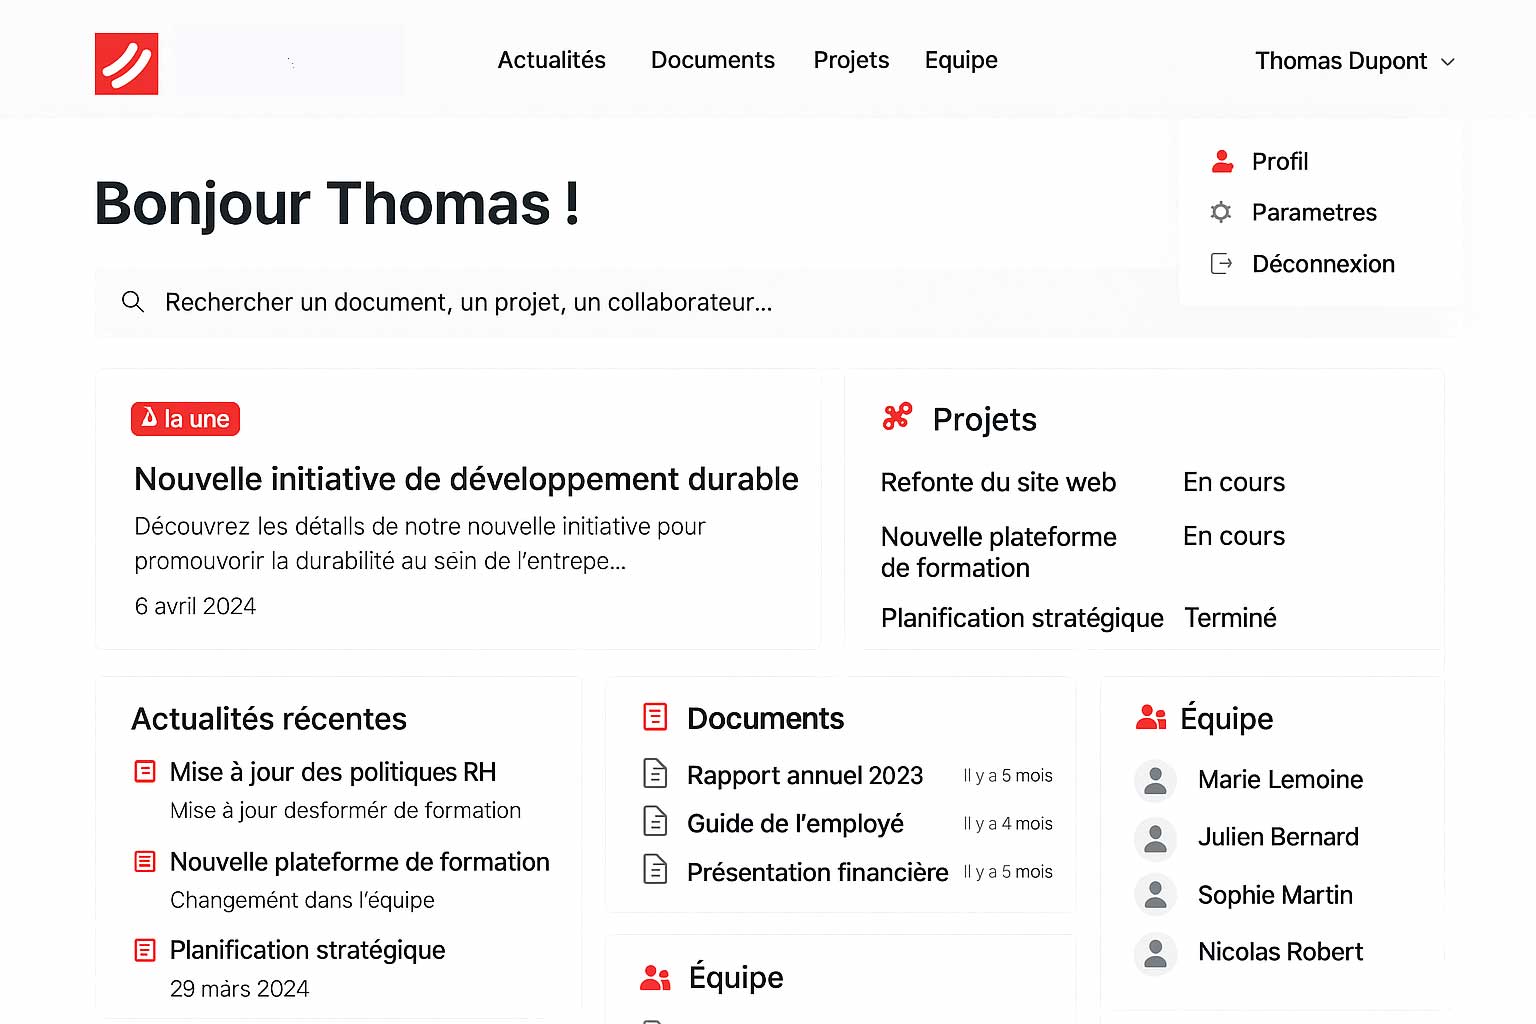 Actualités
Documents
Projets
Equipe
Thomas Dupont
Profil
Parametres
Déconnexion
Bonjour Thomas !
Rechercher un document, un projet, un collaborateur...
la une
Nouvelle initiative de développement durable
Découvrez les détalls de notre nouvelle initiative pour
promouvorir la durabilité au séin de l'entrepe...
6 avril 2024
Projets
Refonte du site web En cours
Nouvelle plateforme En cours
de formation
Planification stratégique Terminé
Actualités récentes
Mise à jour des politiques RH
Mise à jour desformér de formation
Nouvelle plateforme de formation
Changemént dans l'équipe
Planification stratégique
29 màrs 2024
Documents
Rapport annuel 2023 Il y a 5 mois
Guide de l'employé Il y a 4 mois
Présentation financière Il y a 5 mois
Équipe
Équipe
Marie Lemoine
Julien Bernard
Sophie Martin
Nicolas Robert